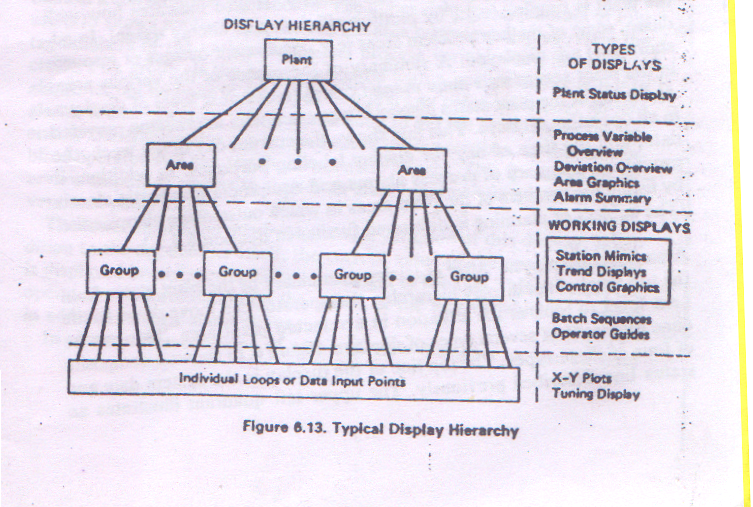 DISPLAY HIERARCHY
Plant
TYPES
OF DISPLAYS
Plant Status Display
Area
Area
Process Variable
Overview
Deviation Overview
Area Graphics
Alarm Summary
WORKING DISPLAYS
Group
Group
Group
Group
Station Mimics
Trend Displays
Control Graphics
Batch Sequences
Operator Guides
Individual Loops or Data Input Points
X-Y Plots
Tuning Display
Figure 6.13. Typical Display Hierarchy